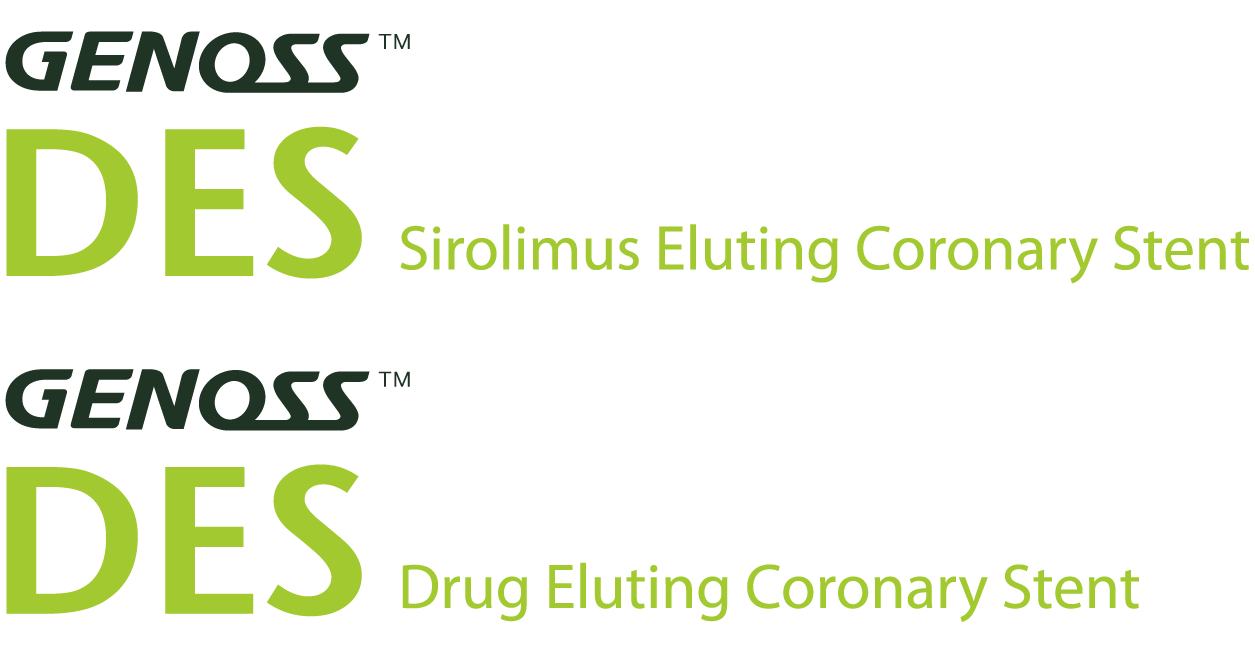 GENOSS™
DES Sirolimus Eluting Coronary Stent
GENOSS™
DES Drug Eluting Coronary Stent